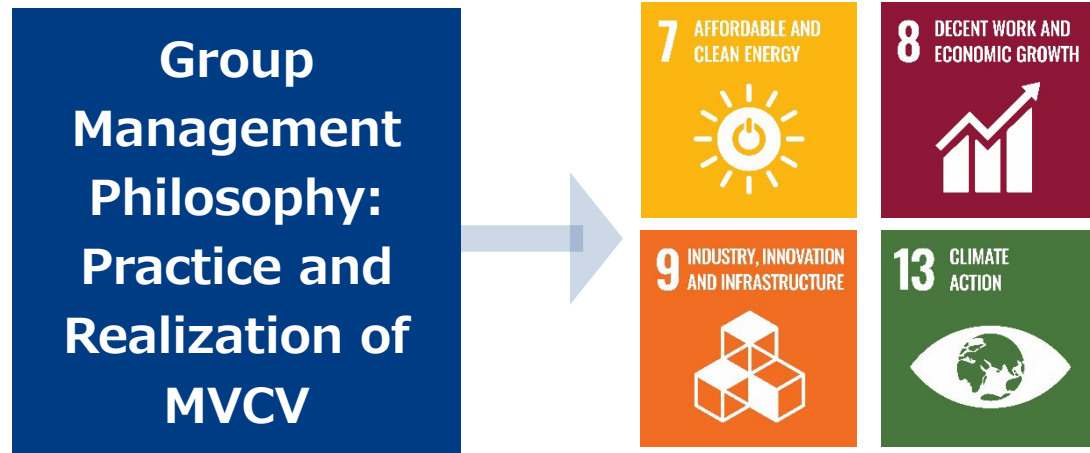 Group
Management
Philosophy:
Practice and
Realization of
MVCV
7 AFFORDABLE AND
CLEAN ENERGY
8 DECENT WORK AND
ECONOMIC GROWTH
9 INDUSTRY, INNOVATION
AND INFRASTRUCTURE
13 CLIMATE
ACTION